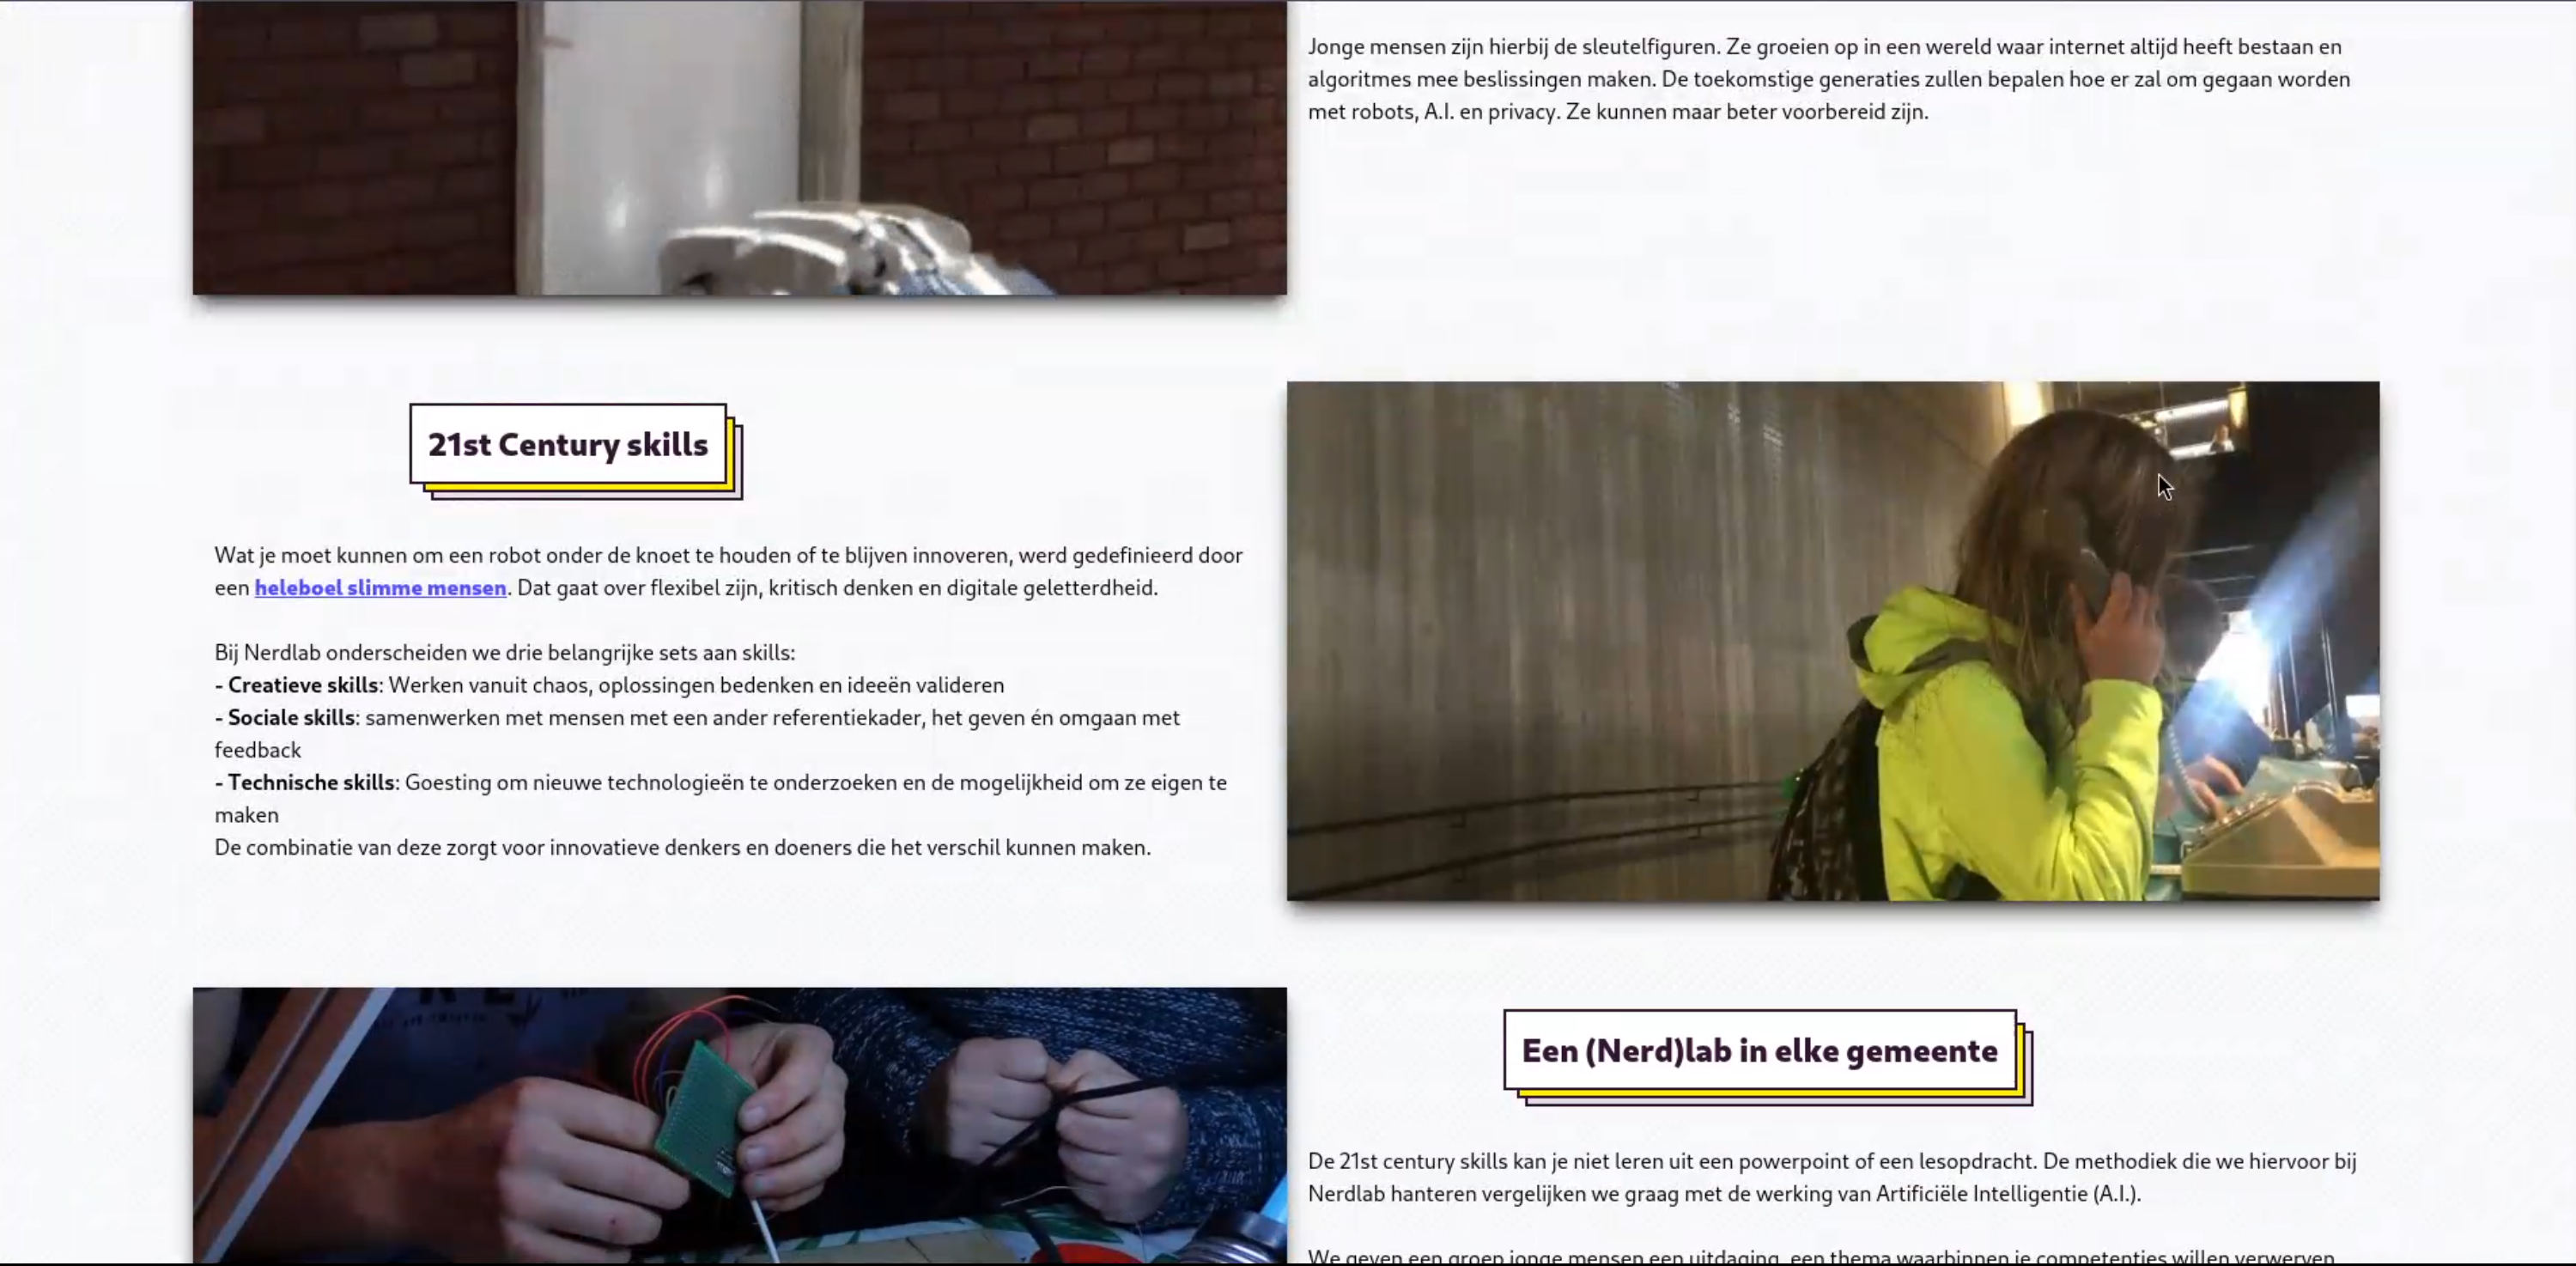 Jonge mensen zijn hierbij de sleutelfiguren. Ze groeien op in een wereld waar internet altijd heeft bestaan en
algoritmes mee beslissingen maken. De toekomstige generaties zullen bepalen hoe er zal om gegaan worden
met robots, A.I. en privacy. Ze kunnen maar beter voorbereid zijn.
21st Century skills
Wat je moet kunnen om een robot onder de knoet te houden of te blijven innoveren, werd gedefinieerd door
een heleboel slimme mensen. Dat gaat over flexibel zijn, kritisch denken en digitale geletterdheid.
Bij Nerdlab onderscheiden we drie belangrijke sets aan skills:
- Creatieve skills: Werken vanuit chaos, oplossingen bedenken en ideeën valideren
- Sociale skills: samenwerken met mensen met een ander referentiekader, het geven én omgaan met
feedback
- Technische skills: Goesting om nieuwe technologieën te onderzoeken en de mogelijkheid om ze eigen te
maken
De combinatie van deze zorgt voor innovatieve denkers en doeners die het verschil kunnen maken.
Een (Nerd)lab in elke gemeente
De 21st century skills kan je niet leren uit een powerpoint of een lesopdracht. De methodiek die we hiervoor bij
Nerdlab hanteren vergelijken we graag met de werking van Artificiële Intelligentie (A.I.).
We geven een groep jonge mensen een uitdaging, een thema waarbinnen je competenties willen verwerven